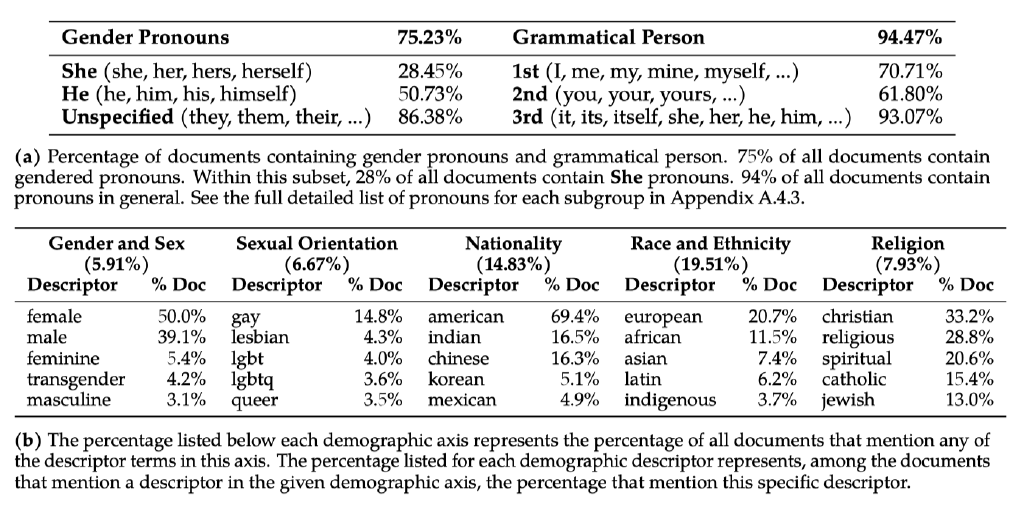 Gender Pronouns 75.23% Grammatical Person 94.47%
She (she, her, hers, herself) 28.45% 1st (I, me, my, mine, myself, ...) 70.71%
He (he, him, his, himself) 50.73% 2nd (you, your, yours, ...) 61.80%
Unspecified (they, them, their, ...) 86.38% 3rd (it, its, itself, she, her, he, him, ...) 93.07%
(a) Percentage of documents containing gender pronouns and grammatical person. 75% of all documents contain
gendered pronouns. Within this subset, 28% of all documents contain She pronouns. 94% of all documents contain
pronouns in general. See the full detailed list of pronouns for each subgroup in Appendix A.4.3.
Gender and Sex Sexual Orientation Nationality Race and Ethnicity Religion
(5.91%) (6.67%) (14.83%) (19.51%) (7.93%)
Descriptor % Doc Descriptor % Doc Descriptor % Doc Descriptor % Doc Descriptor % Doc
female 50.0% gay 14.8% american 69.4% european 20.7% christian 33.2%
male 39.1% lesbian 4.3% indian 16.5% african 11.5% religious 28.8%
feminine 5.4% lgbt 4.0% chinese 16.3% asian 7.4% spiritual 20.6%
transgender 4.2% lgbtq 3.6% korean 5.1% latin 6.2% catholic 15.4%
masculine 3.1% queer 3.5% mexican 4.9% indigenous 3.7% jewish 13.0%
(b) The percentage listed below each demographic axis represents the percentage of all documents that mention any of
the descriptor terms in this axis. The percentage listed for each demographic descriptor represents, among the documents
that mention a descriptor in the given demographic axis, the percentage that mention this specific descriptor.